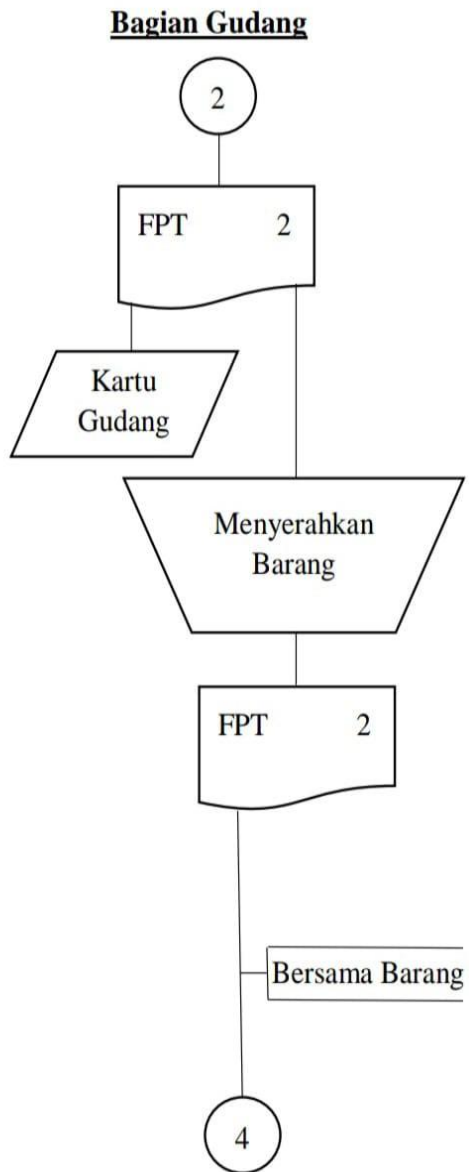 Bagian Gudang
2
FPT 2
Kartu
Gudang
Menyerahkan
Barang
FPT 2
Bersama Barang
4